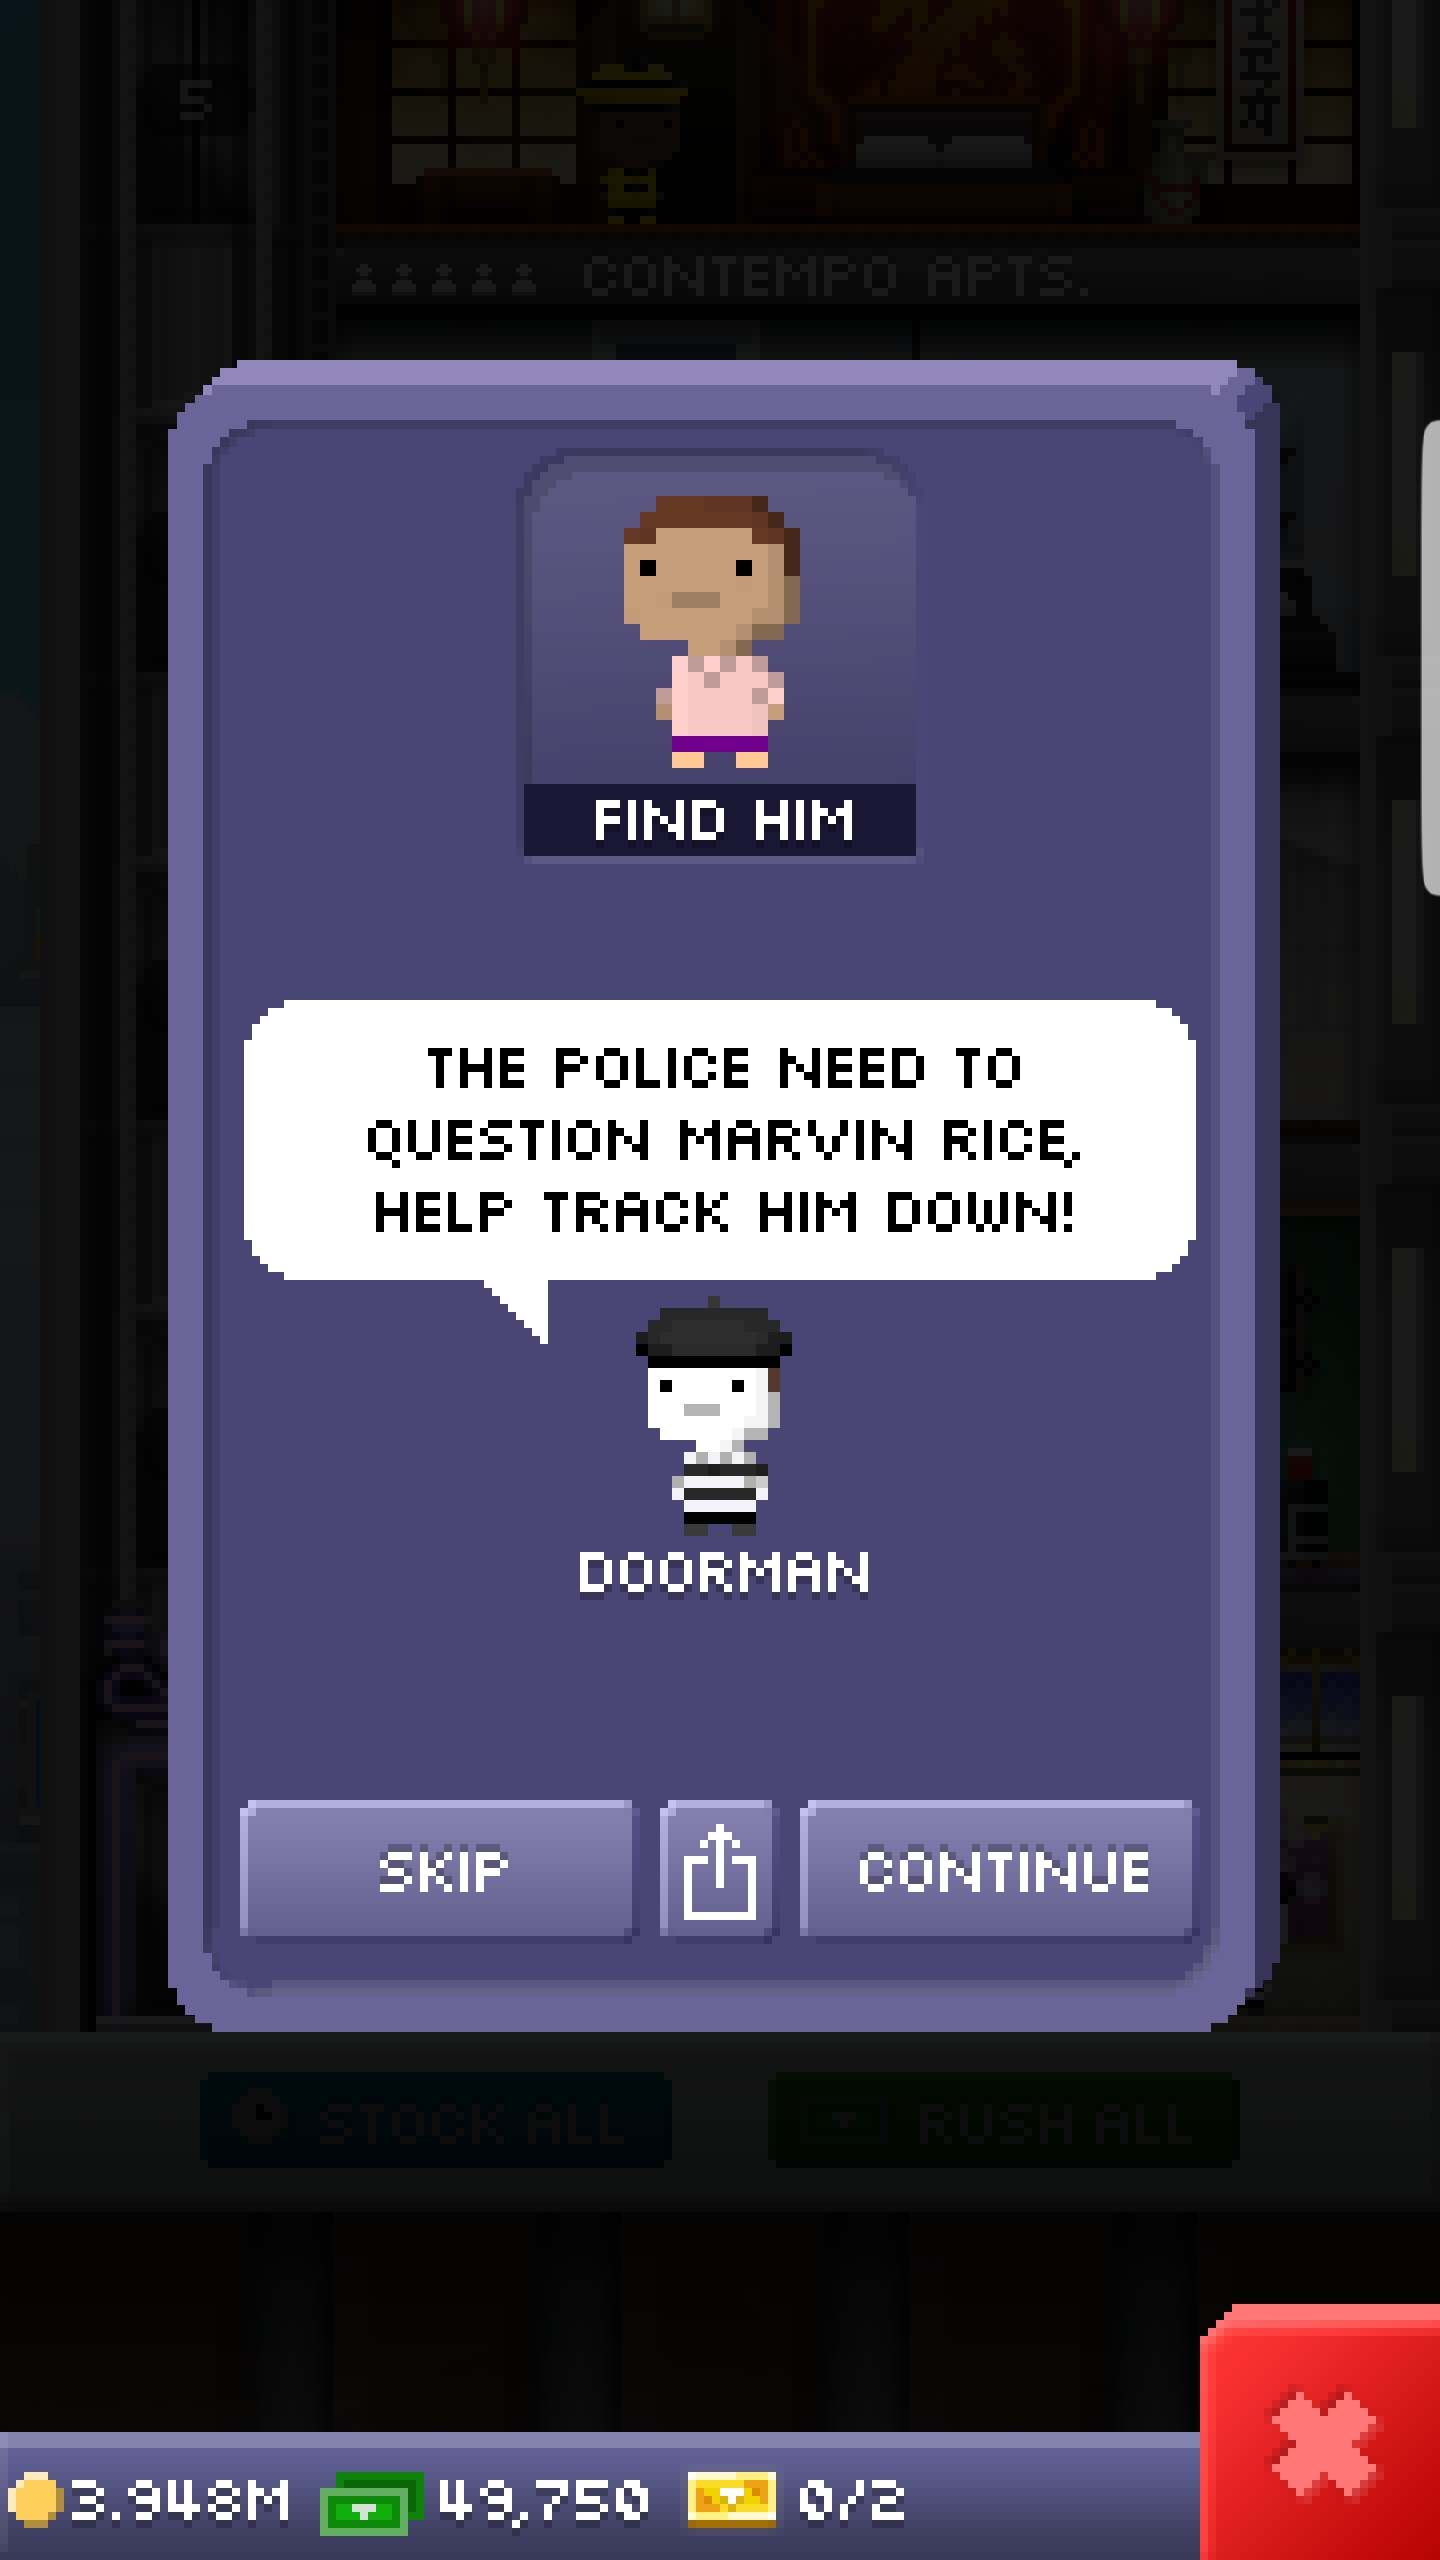 5
CONTEMPO APTS.
FIND HIM
THE POLICE NEED TO
QUESTION MARVIN RICE,
HELP TRACK HIM DOWN!
DOORMAN
SKIP
CONTINUE
STOCK ALL
RUSH ALL
3.948M
49,750
0/2